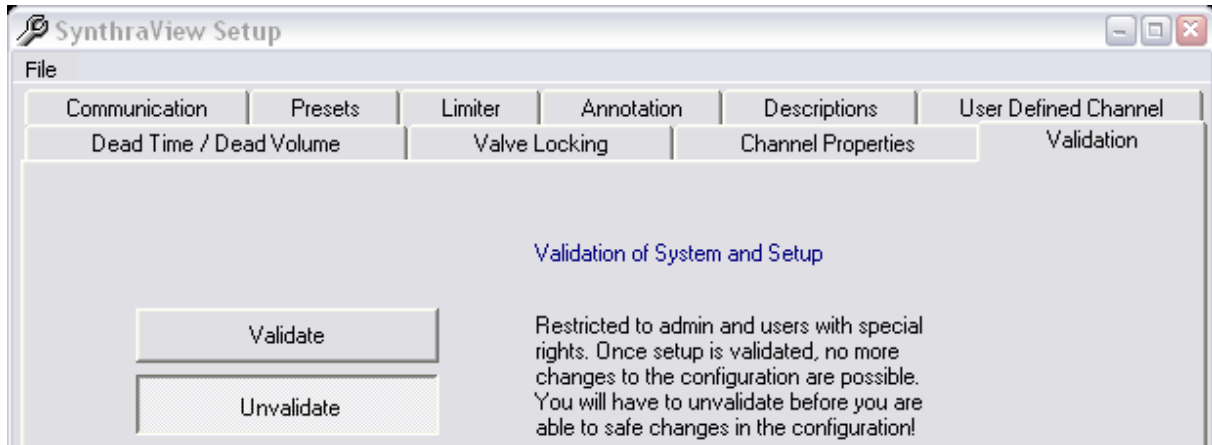 SynthraView Setup
File
Communication Presets Limiter Annotation Descriptions User Defined Channel
Dead Time / Dead Volume Valve Locking Channel Properties Validation
Validation of System and Setup
Validate
Unvalidate
Restricted to admin and users with special
rights. Once setup is validated, no more
changes to the configuration are possible.
You will have to unvalidate before you are
able to safe changes in the configuration!